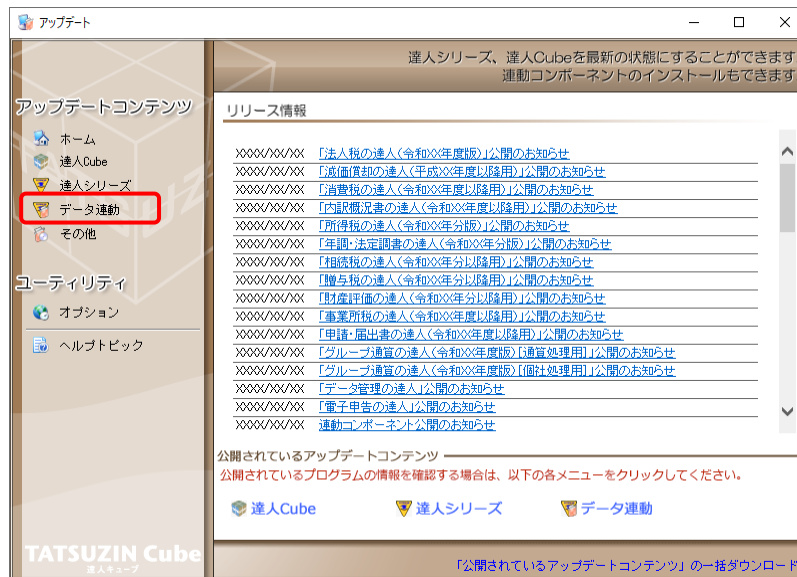 アップデート
達人シリーズ、達人Cubeを最新の状態にすることができます
連動コンポーネントのインストールもできます
アップデートコンテンツ
ホーム
達人Cube
達人シリーズ
データ連動
その他
ユーティリティ
オプション
ヘルプトピック
TATSUZIN Cube
達人キューブ
リリース情報
XXXX/XX/XX 「法人税の達人(令和XX年度版)」公開のお知らせ
XXXX/XX/XX 「減価償却の達人(平成XX年度以降用)」公開のお知らせ
XXXX/XX/XX 「消費税の達人(令和XX年度以降用)」公開のお知らせ
XXXX/XX/XX 「内訳概況書の達人(令和XX年度以降用)」公開のお知らせ
XXXX/XX/XX 「所得税の達人(令和XX年分版)」公開のお知らせ
XXXX/XX/XX 「年調・法定調書の達人(令和XX年分版)」公開のお知らせ
XXXX/XX/XX 「相続税の達人(令和XX年分以降用)」公開のお知らせ
XXXX/XX/XX 「贈与税の達人(令和XX年分以降用)」公開のお知らせ
XXXX/XX/XX 「財産評価の達人(令和XX年分以降用)」公開のお知らせ
XXXX/XX/XX 「事業所税の達人(令和XX年度以降用)」公開のお知らせ
XXXX/XX/XX 「申請・届出書の達人(令和XX年度以降用)」公開のお知らせ
XXXX/XX/XX 「グループ通算の達人(令和XX年度版)[通算処理用]」公開のお知らせ
XXXX/XX/XX 「グループ通算の達人(令和XX年度版)[個社処理用]」公開のお知らせ
XXXX/XX/XX 「データ管理の達人」公開のお知らせ
XXXX/XX/XX 「電子申告の達人」公開のお知らせ
XXXX/XX/XX 連動コンポーネント公開のお知らせ
公開されているアップデートコンテンツ
公開されているプログラムの情報を確認する場合は、以下の各メニューをクリックしてください。
達人Cube 達人シリーズ データ連動
「公開されているアップデートコンテンツ」の一括ダウンロード